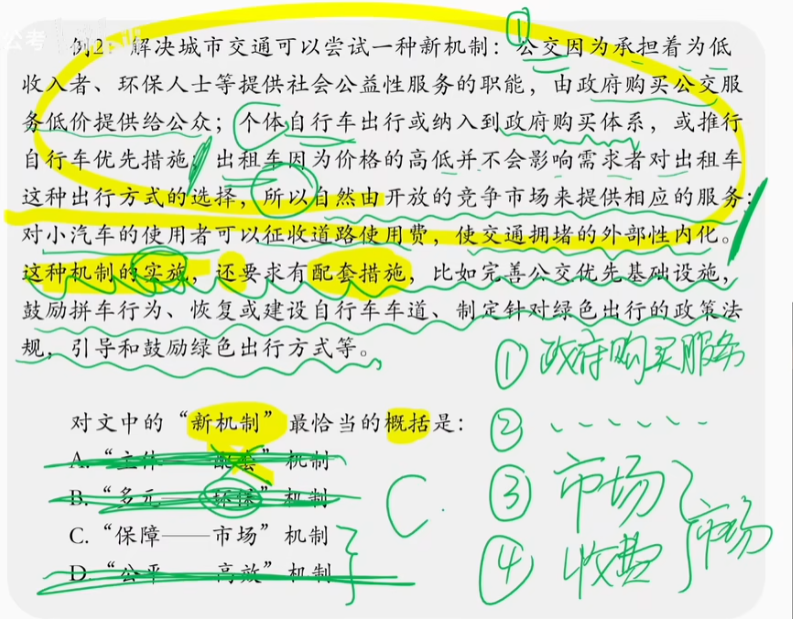 公考
例2 解决城市交通可以尝试一种新机制：公交因为承担着为低
①
收入者、环保人士等提供社会公益性服务的职能，由政府购买公交服
务低价提供给公众；个体自行车出行或纳入到政府购买体系，或推行
自行车优先措施；出租车因为价格的高低并不会影响需求者对出租车
这种出行方式的选择，所以自然由开放的竞争市场来提供相应的服务；
对小汽车的使用者可以征收道路使用费，使交通拥堵的外部性内化。
这种机制的实施，还要求有配套措施，比如完善公交优先基础设施，
鼓励拼车行为、恢复或建设自行车车道、制定针对绿色出行的政策法
规，引导和鼓励绿色出行方式等。
① 政府购买服务
对文中的“新机制”最恰当的概括是：
②
A. “主体——配套”机制
B. “多元——环保”机制
C.
③ 市场
C. “保障——市场”机制
市场
D. “公平——高效”机制
④ 收费